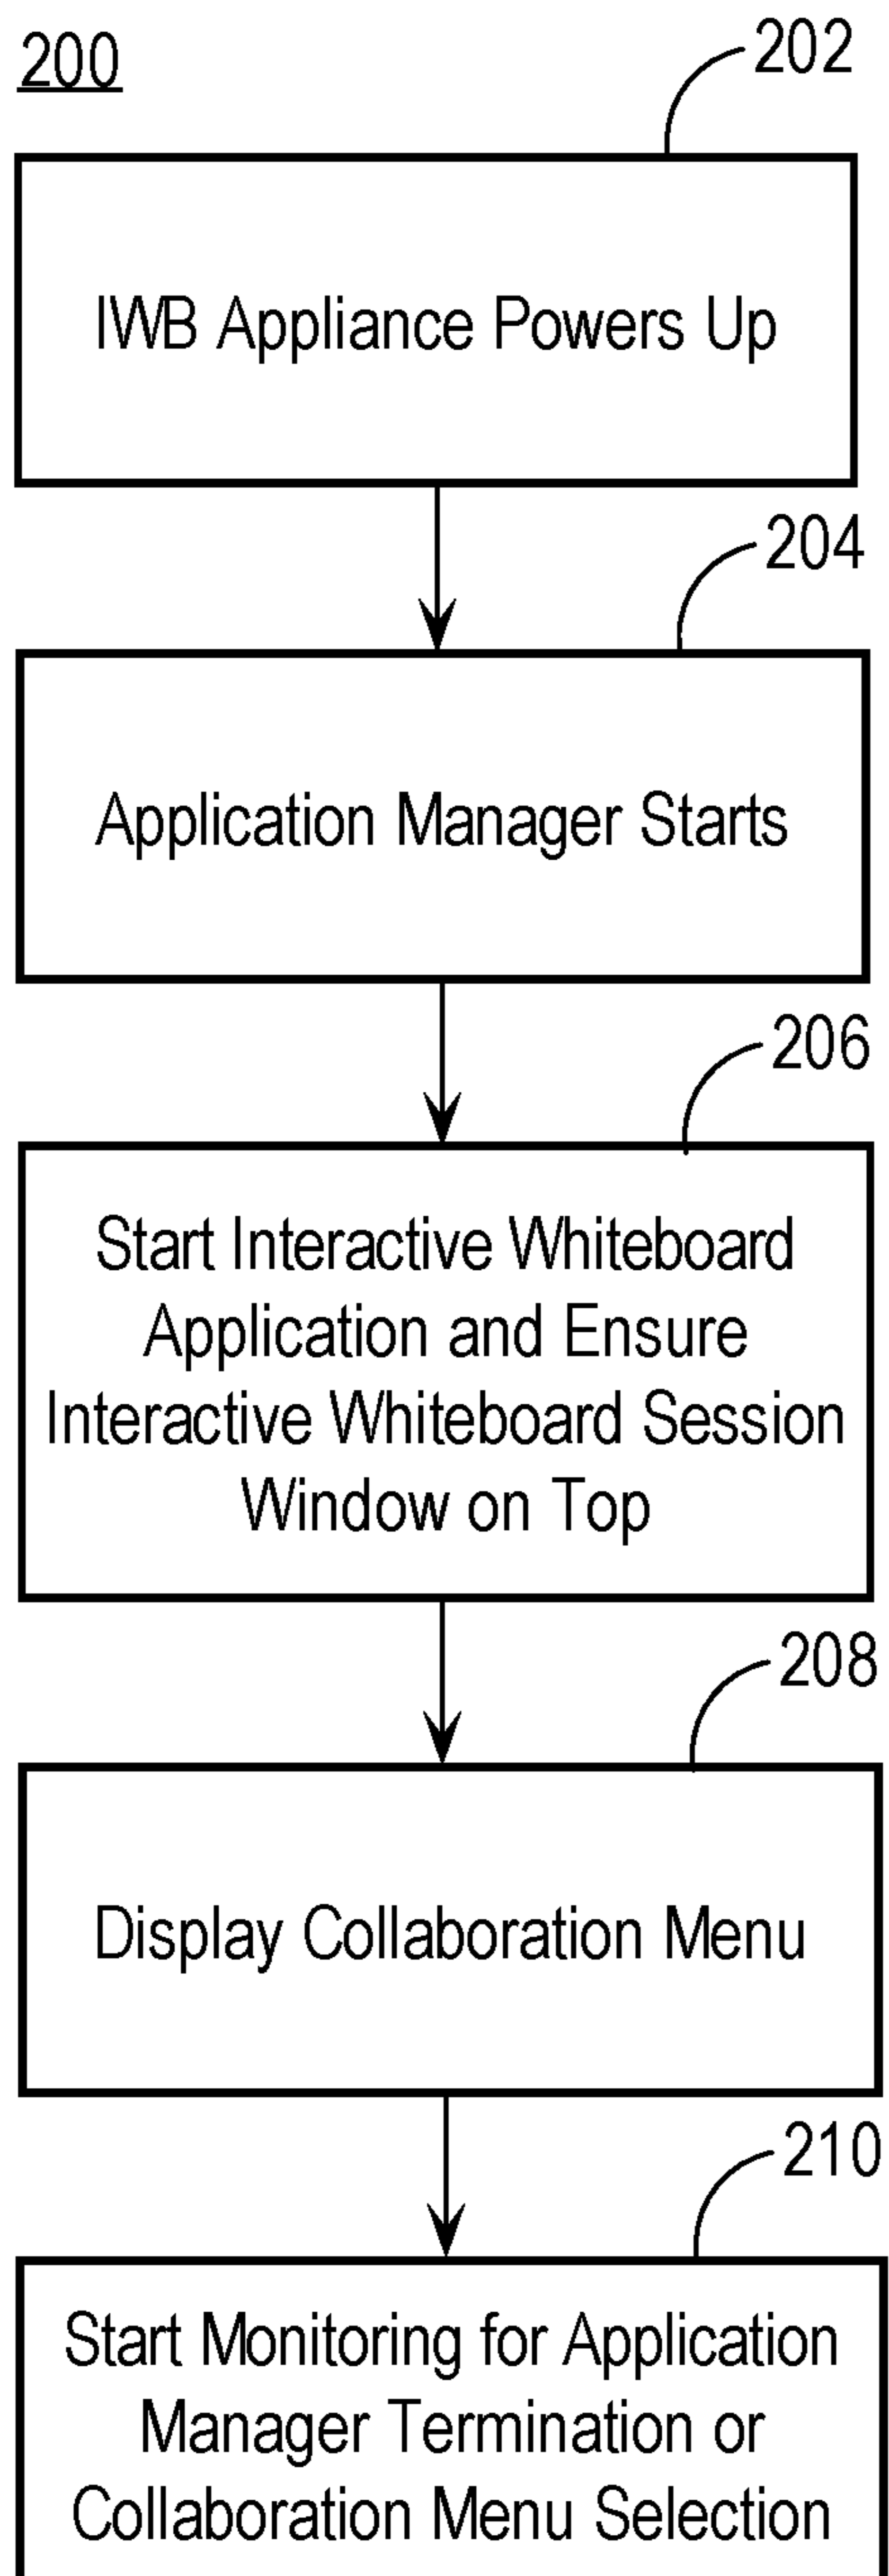 200
202
IWB Appliance Powers Up
204
Application Manager Starts
206
Start Interactive Whiteboard
Application and Ensure
Interactive Whiteboard Session
Window on Top
208
Display Collaboration Menu
210
Start Monitoring for Application
Manager Termination or
Collaboration Menu Selection